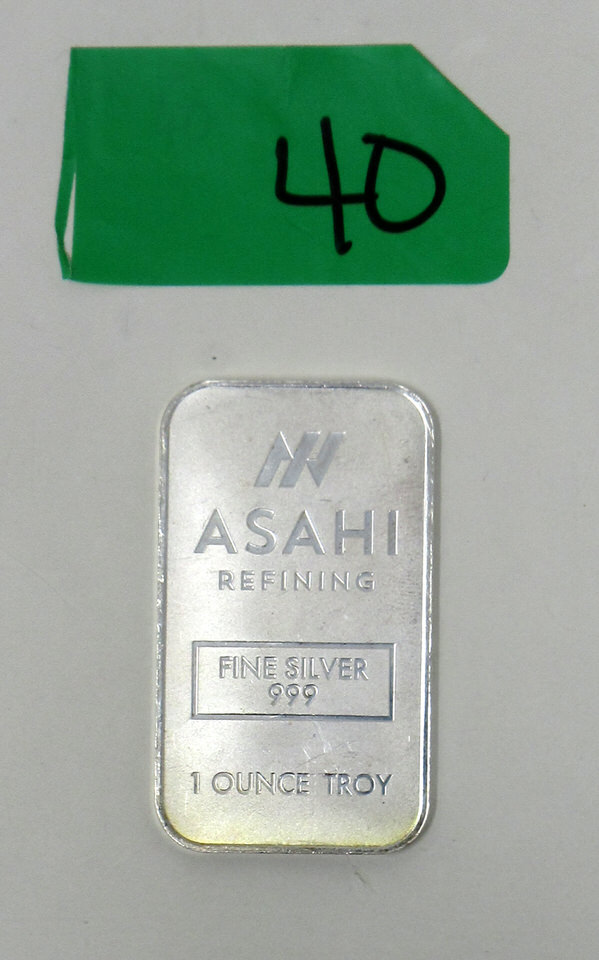 40
ASAHI
REFINING
FINE SILVER
999
1 OUNCE TROY